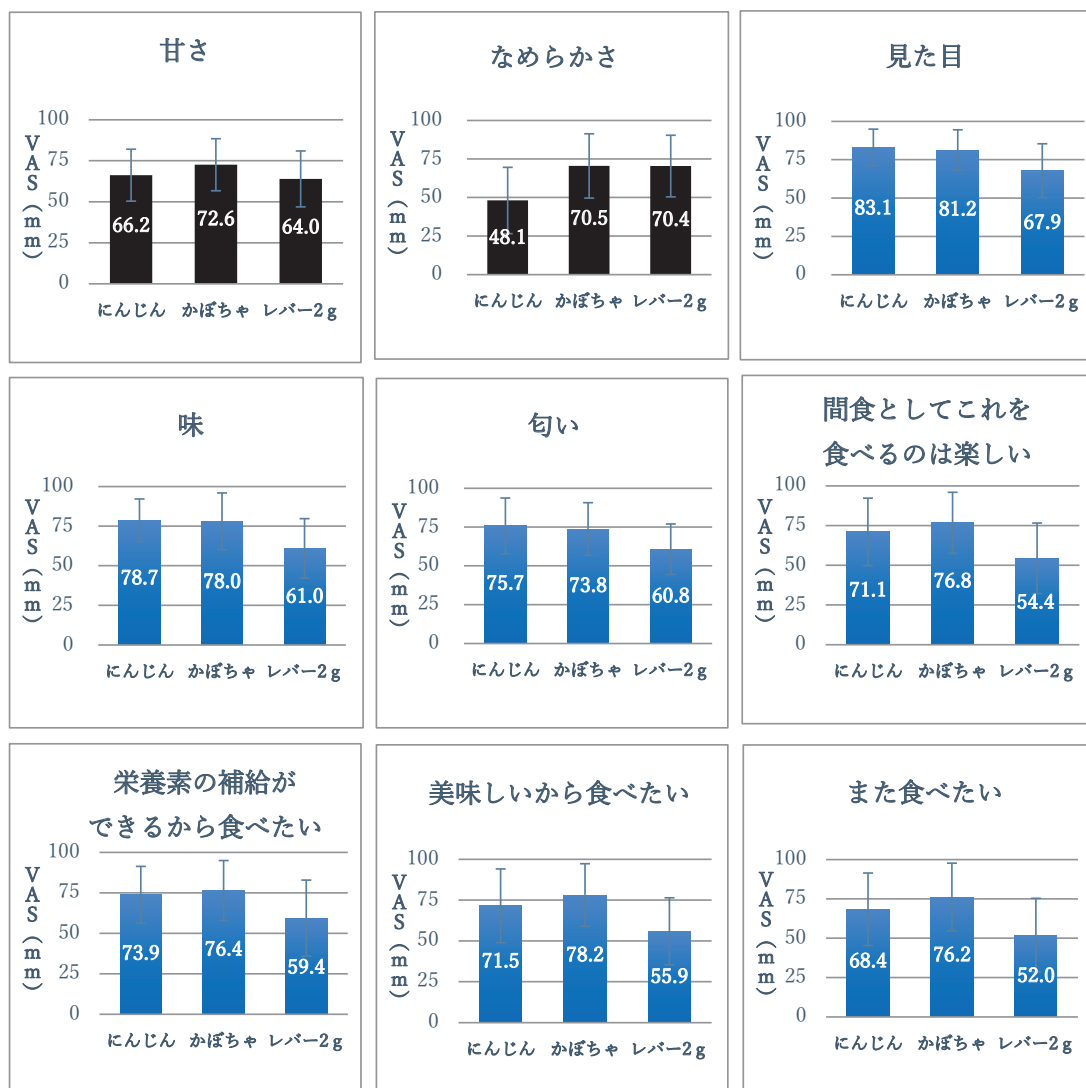 甘さ
VAS(mm)
100
75
50
25
0
66.2
72.6
64.0
にんじん かぼちゃ レバー2g
なめらかさ
VAS(mm)
100
75
50
25
0
48.1
70.5
70.4
にんじん かぼちゃ レバー2g
見た目
VAS(mm)
100
75
50
25
0
83.1
81.2
67.9
にんじん かぼちゃ レバー2g
味
VAS(mm)
100
75
50
25
0
78.7
78.0
61.0
にんじん かぼちゃ レバー2g
匂い
VAS(mm)
100
75
50
25
0
75.7
73.8
60.8
にんじん かぼちゃ レバー2g
間食としてこれを
食べるのは楽しい
VAS(mm)
100
75
50
25
0
71.1
76.8
54.4
にんじん かぼちゃ レバー2g
栄養素の補給が
できるから食べたい
VAS(mm)
100
75
50
25
0
73.9
76.4
59.4
にんじん かぼちゃ レバー2g
美味しいから食べたい
VAS(mm)
100
75
50
25
0
71.5
78.2
55.9
にんじん かぼちゃ レバー2g
また食べたい
VAS(mm)
100
75
50
25
0
68.4
76.2
52.0
にんじん かぼちゃ レバー2g